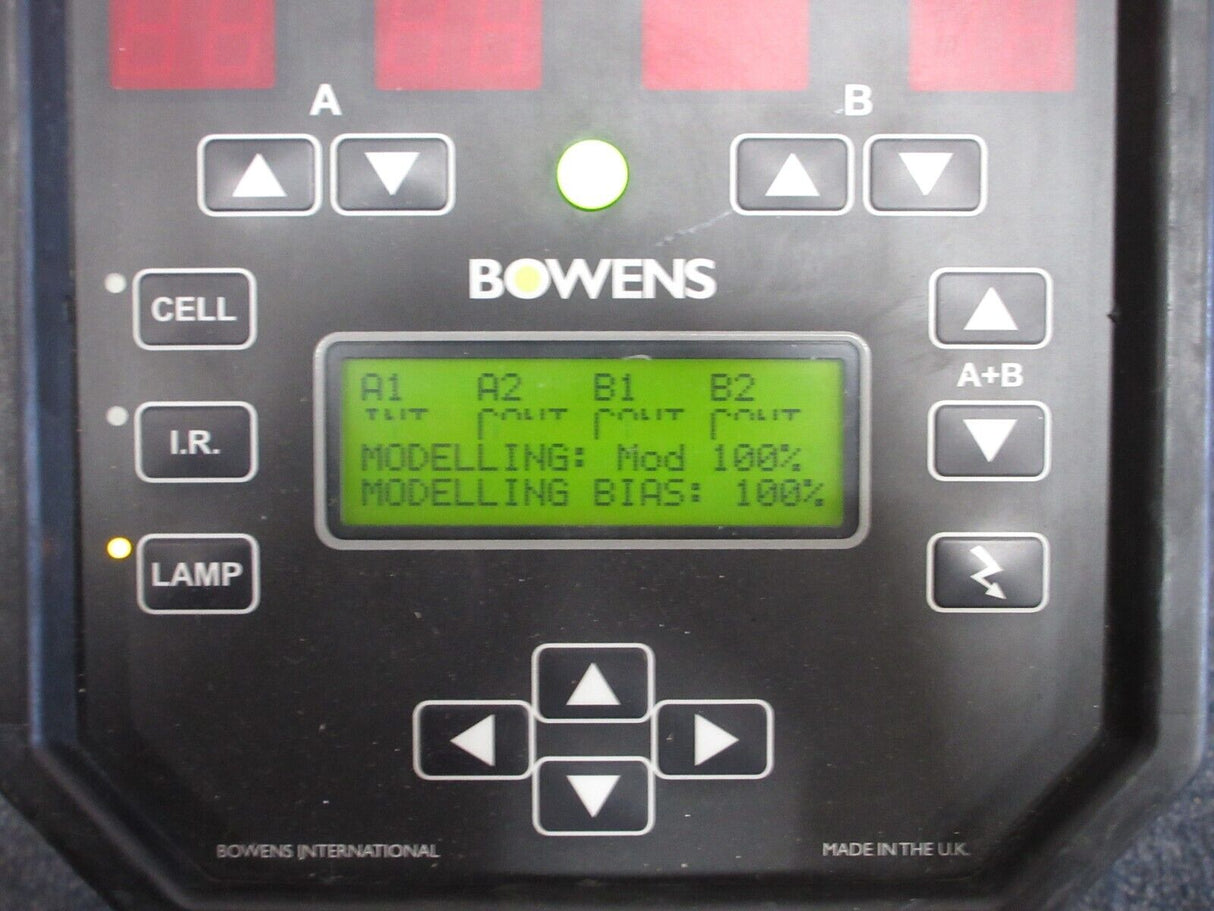 A B
BOWENS
CELL
A1 A2 B1 B2
A+B
I.R.
MODELLING: Mod 100%
MODELLING BIAS: 100%
LAMP
BOWENS INTERNATIONAL MADE IN THE U.K.